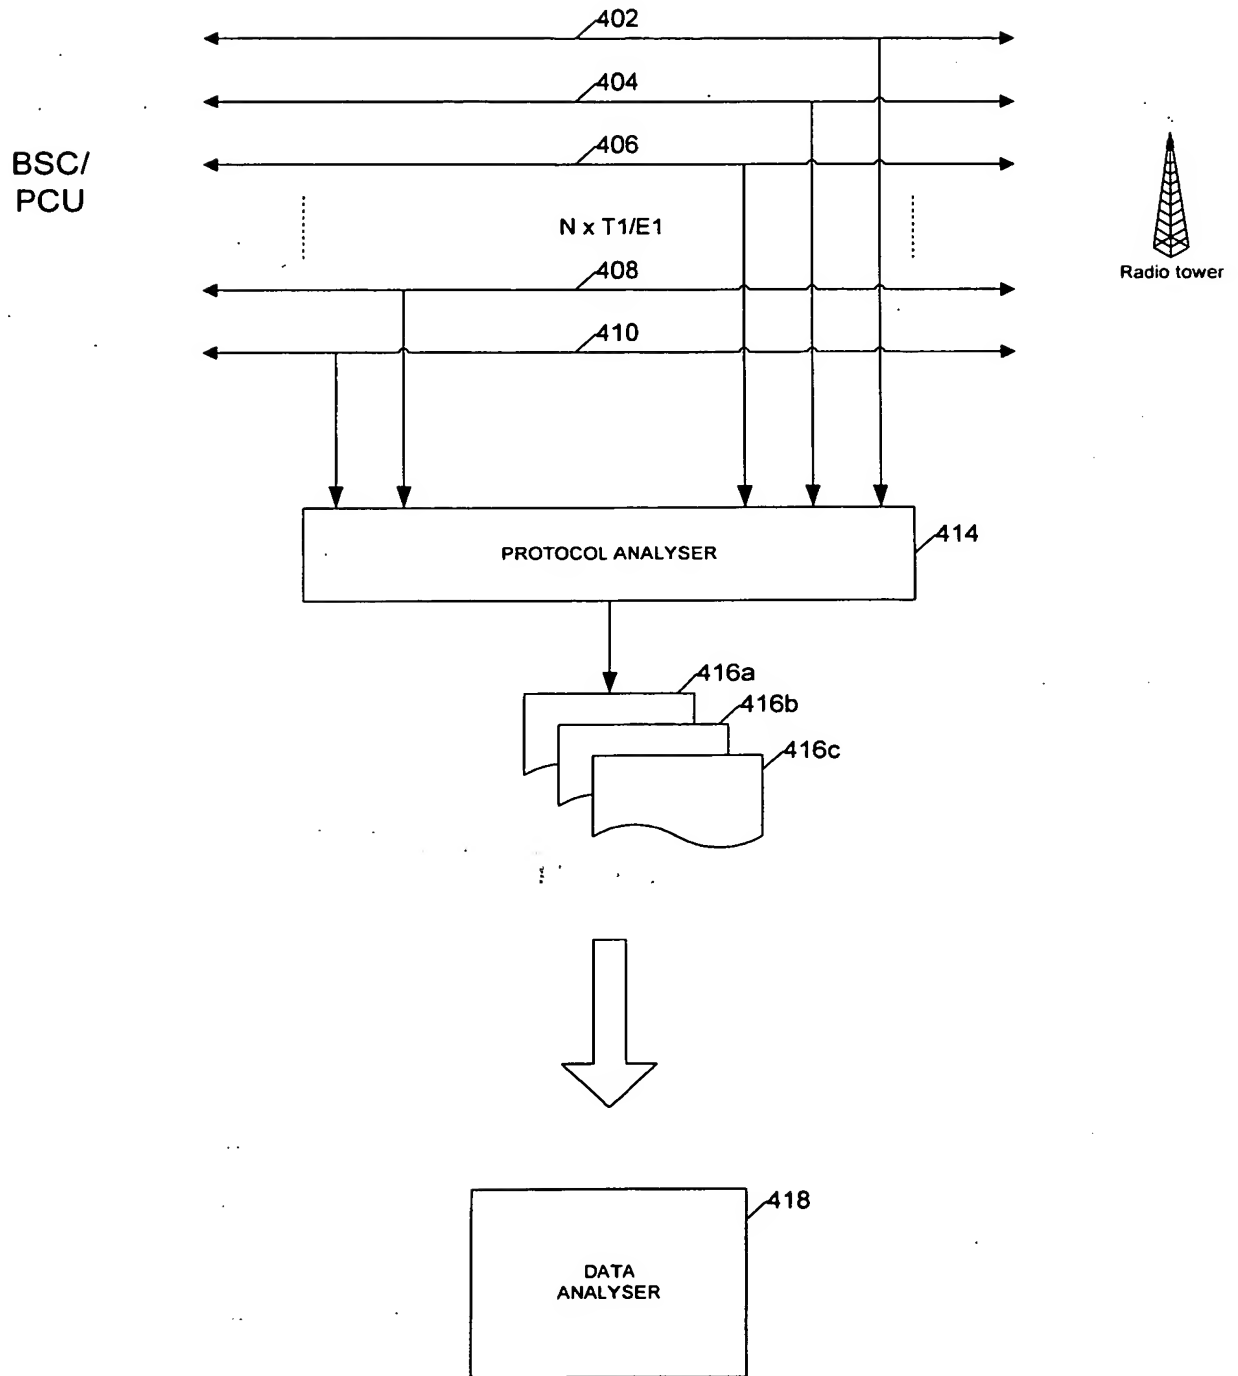 402
404
406
BSC/
PCU
N x T1/E1
Radio tower
408
410
414
PROTOCOL ANALYSER
416a
416b
416c
418
DATA
ANALYSER